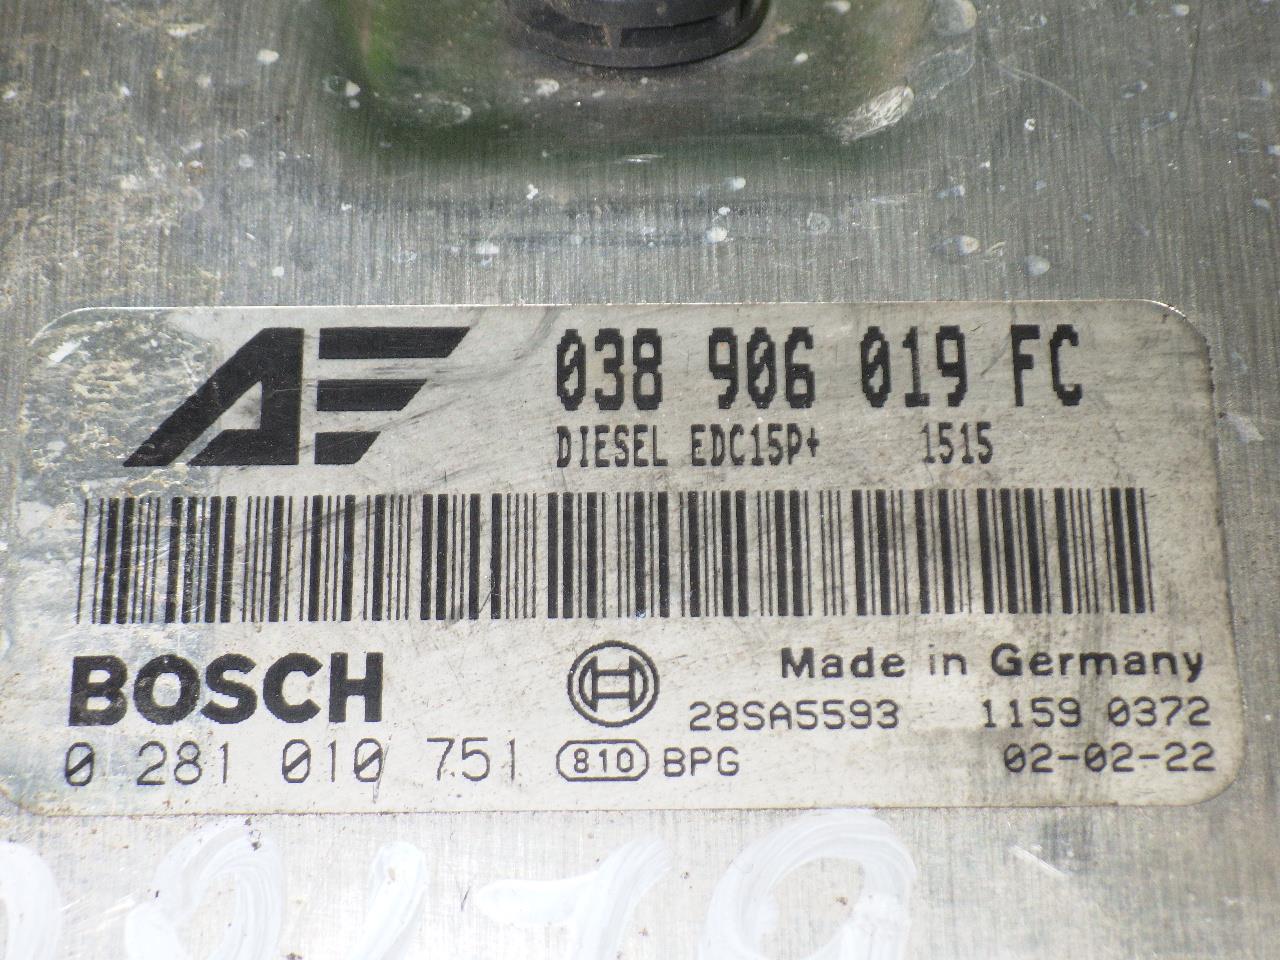 AF 038 906 019 FC
DIESEL EDC15P+ 1515
BOSCH Made in Germany
28SA5593 1159 0372
0 281 010 751 810 BPG 02-02-22